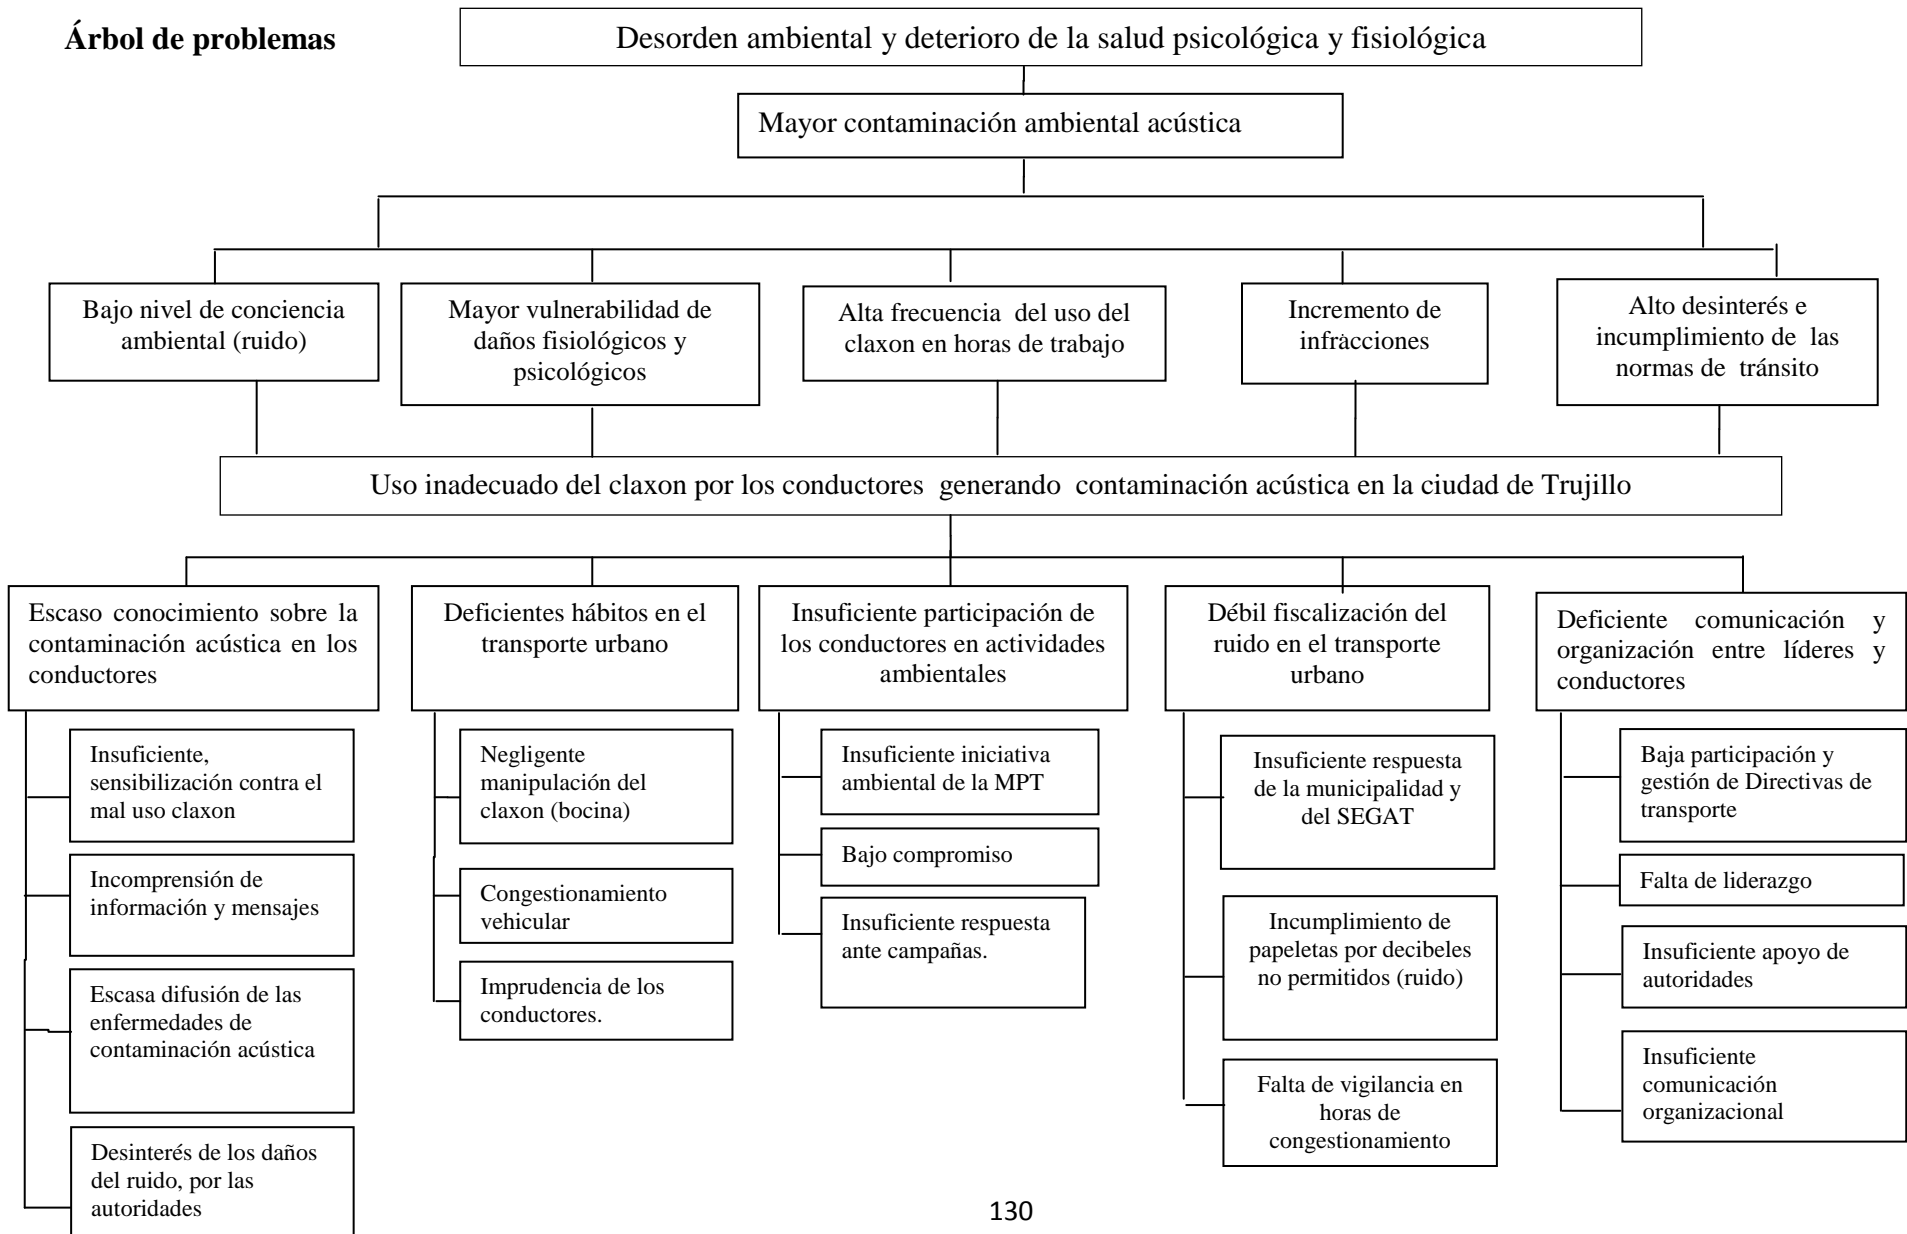 Árbol de problemas
Desorden ambiental y deterioro de la salud psicológica y fisiológica
Mayor contaminación ambiental acústica
Bajo nivel de conciencia
ambiental (ruido)
Mayor vulnerabilidad de
daños fisiológicos y
psicológicos
Alta frecuencia del uso del
claxon en horas de trabajo
Incremento de
infracciones
Alto desinterés e
incumplimiento de las
normas de tránsito
Uso inadecuado del claxon por los conductores generando contaminación acústica en la ciudad de Trujillo
Escaso conocimiento sobre la
contaminación acústica en los
conductores
Insuficiente,
sensibilización contra el
mal uso claxon
Incomprensión de
información y mensajes
Escasa difusión de las
enfermedades de
contaminación acústica
Desinterés de los daños
del ruido, por las
autoridades
Deficientes hábitos en el
transporte urbano
Negligente
manipulación del
claxon (bocina)
Congestionamiento
vehicular
Imprudencia de los
conductores.
Insuficiente participación de
los conductores en actividades
ambientales
Insuficiente iniciativa
ambiental de la MPT
Bajo compromiso
Insuficiente respuesta
ante campañas.
Débil fiscalización del
ruido en el transporte
urbano
Insuficiente respuesta
de la municipalidad y
del SEGAT
Incumplimiento de
papeletas por decibeles
no permitidos (ruido)
Falta de vigilancia en
horas de
congestionamiento
Deficiente comunicación y
organización entre líderes y
conductores
Baja participación y
gestión de Directivas de
transporte
Falta de liderazgo
Insuficiente apoyo de
autoridades
Insuficiente
comunicación
organizacional
130